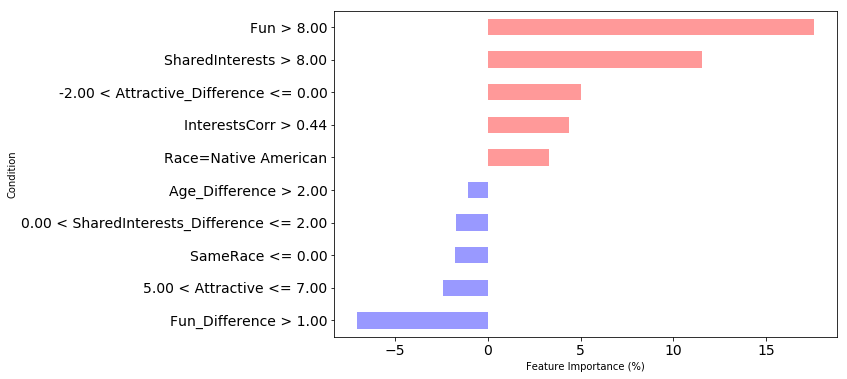 Fun > 8.00
SharedInterests > 8.00
-2.00 < Attractive_Difference <= 0.00
InterestsCorr > 0.44
Race=Native American
Age_Difference > 2.00
0.00 < SharedInterests_Difference <= 2.00
SameRace <= 0.00
5.00 < Attractive <= 7.00
Fun_Difference > 1.00
Condition
−5 0 5 10 15
Feature Importance (%)